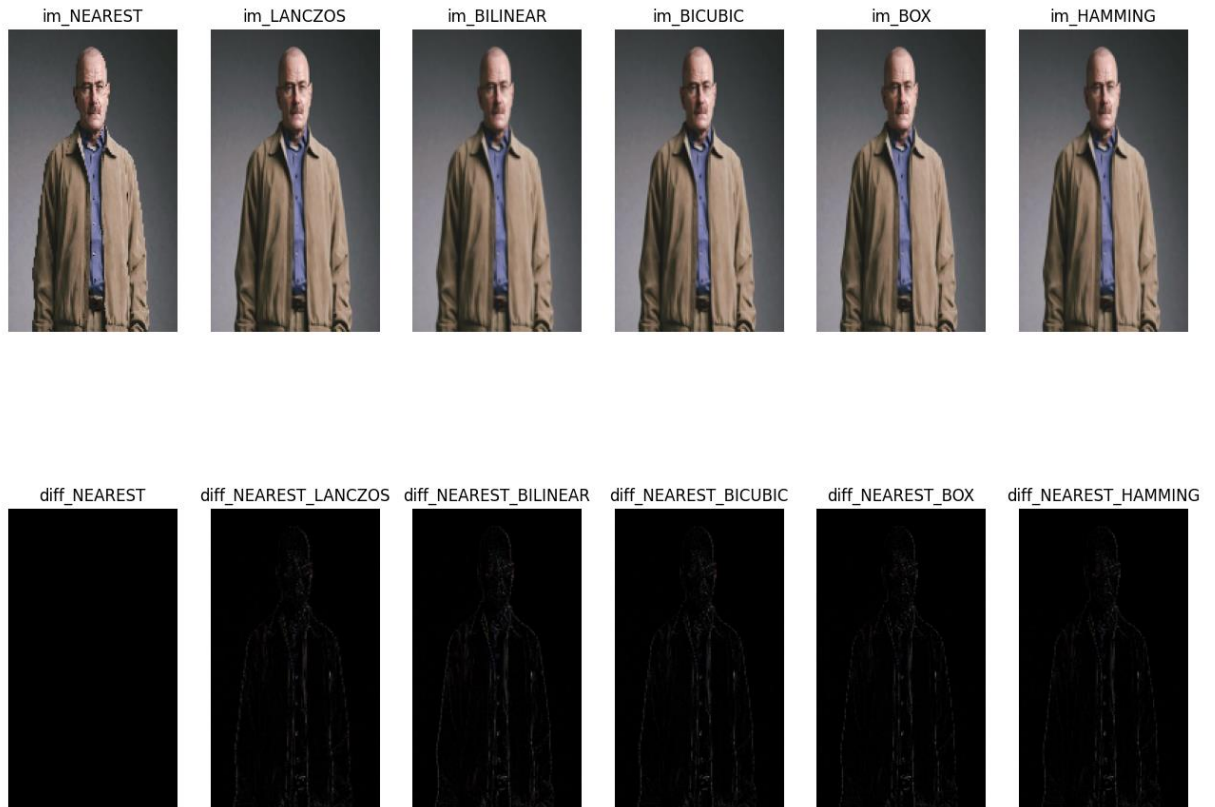 im_NEAREST im_LANCZOS im_BILINEAR im_BICUBIC im_BOX im_HAMMING
diff_NEAREST diff_NEAREST_LANCZOS diff_NEAREST_BILINEAR diff_NEAREST_BICUBIC diff_NEAREST_BOX diff_NEAREST_HAMMING